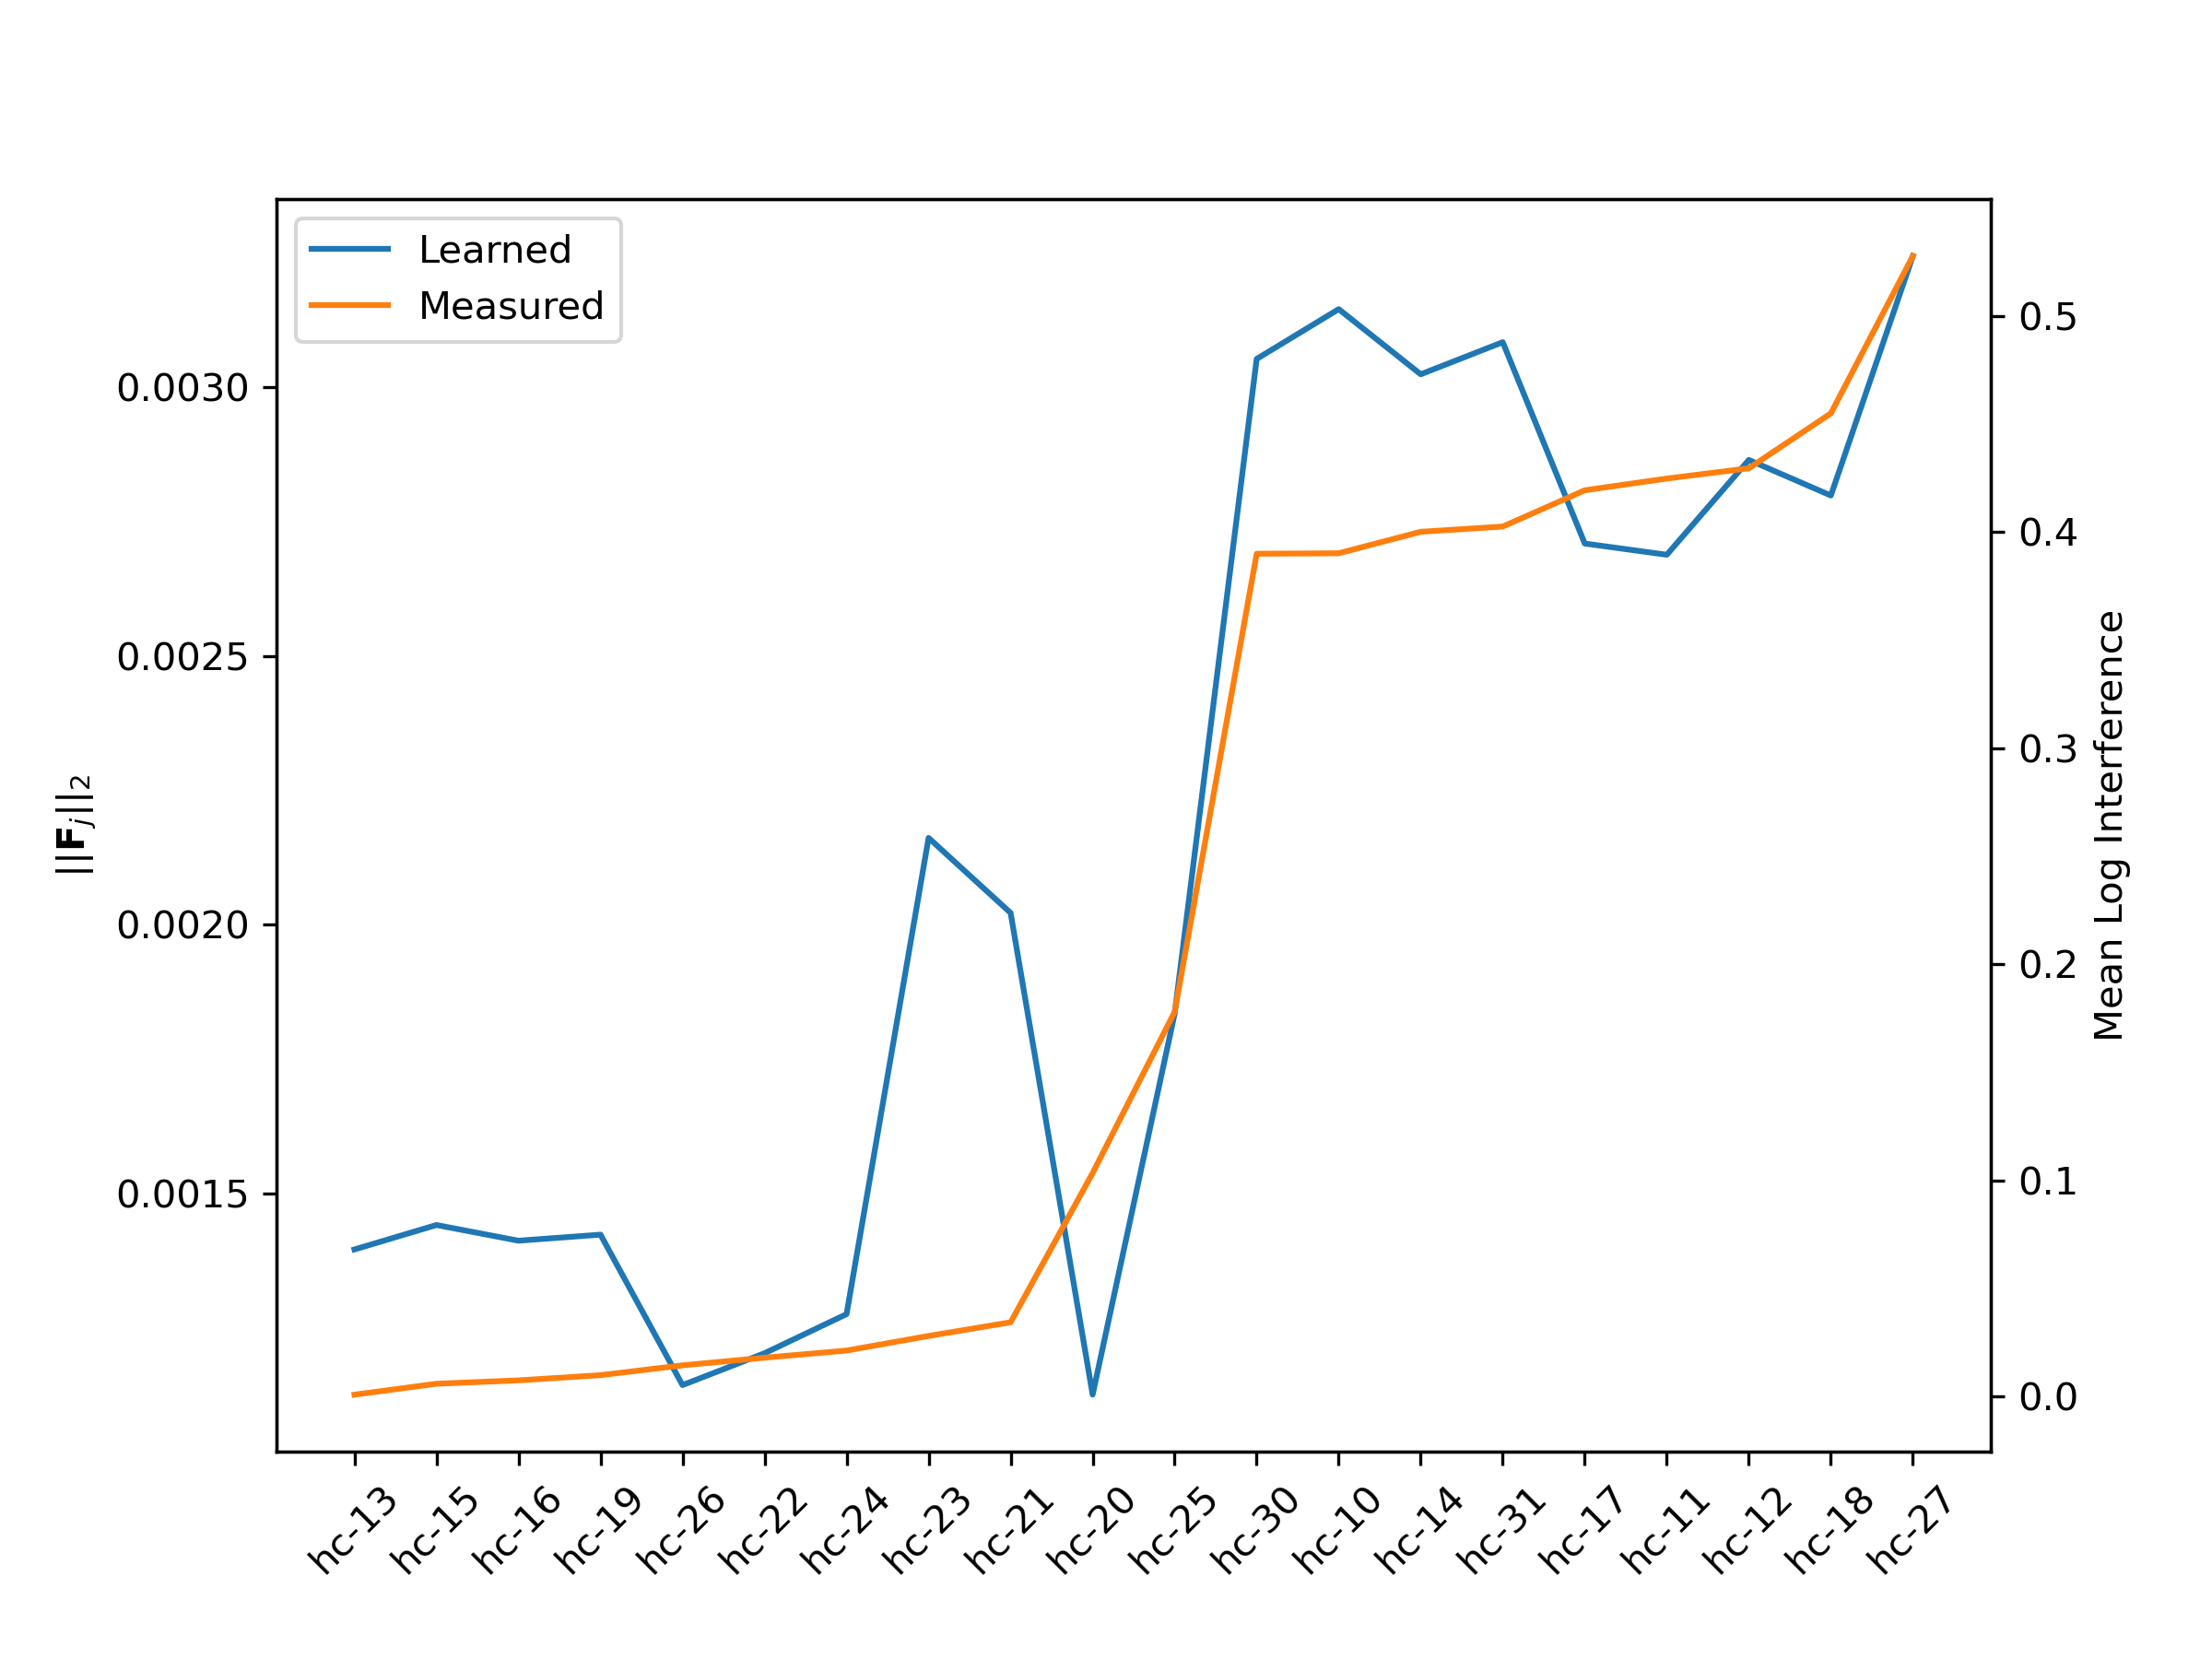 Learned
Measured
0.0030
0.0025
0.0020
0.0015
||F_j||_2
0.5
0.4
0.3
0.2
0.1
0.0
Mean Log Interference
hc-13
hc-15
hc-16
hc-19
hc-26
hc-22
hc-24
hc-23
hc-21
hc-20
hc-25
hc-30
hc-10
hc-14
hc-31
hc-17
hc-11
hc-12
hc-18
hc-27